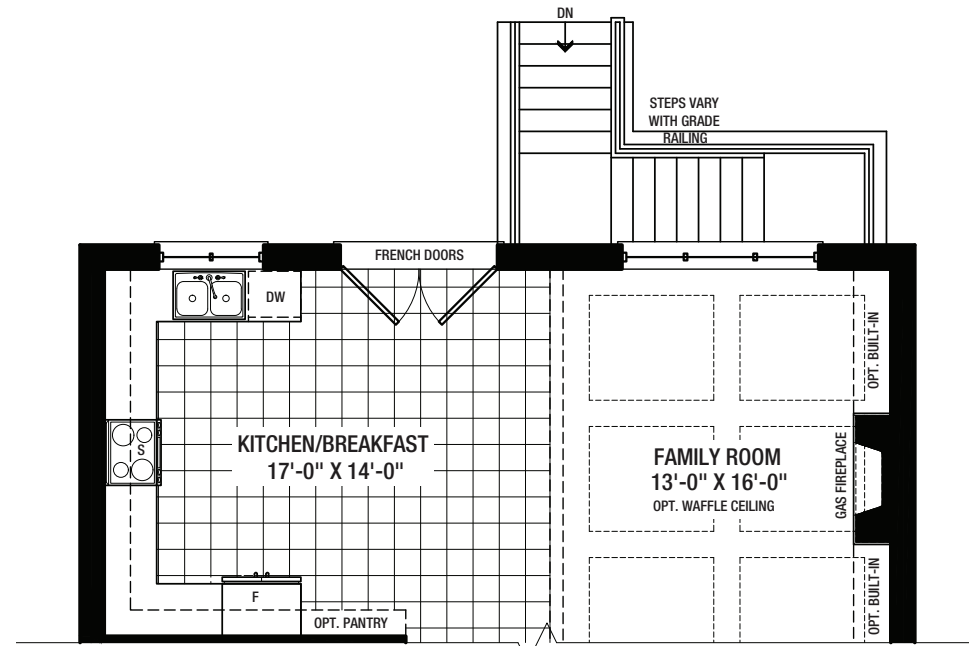 DN
STEPS VARY
WITH GRADE
RAILING
FRENCH DOORS
DW
OPT. BUILT-IN
S
KITCHEN/BREAKFAST
17'-0" X 14'-0"
FAMILY ROOM
13'-0" X 16'-0"
OPT. WAFFLE CEILING
GAS FIREPLACE
F
OPT. PANTRY
OPT. BUILT-IN